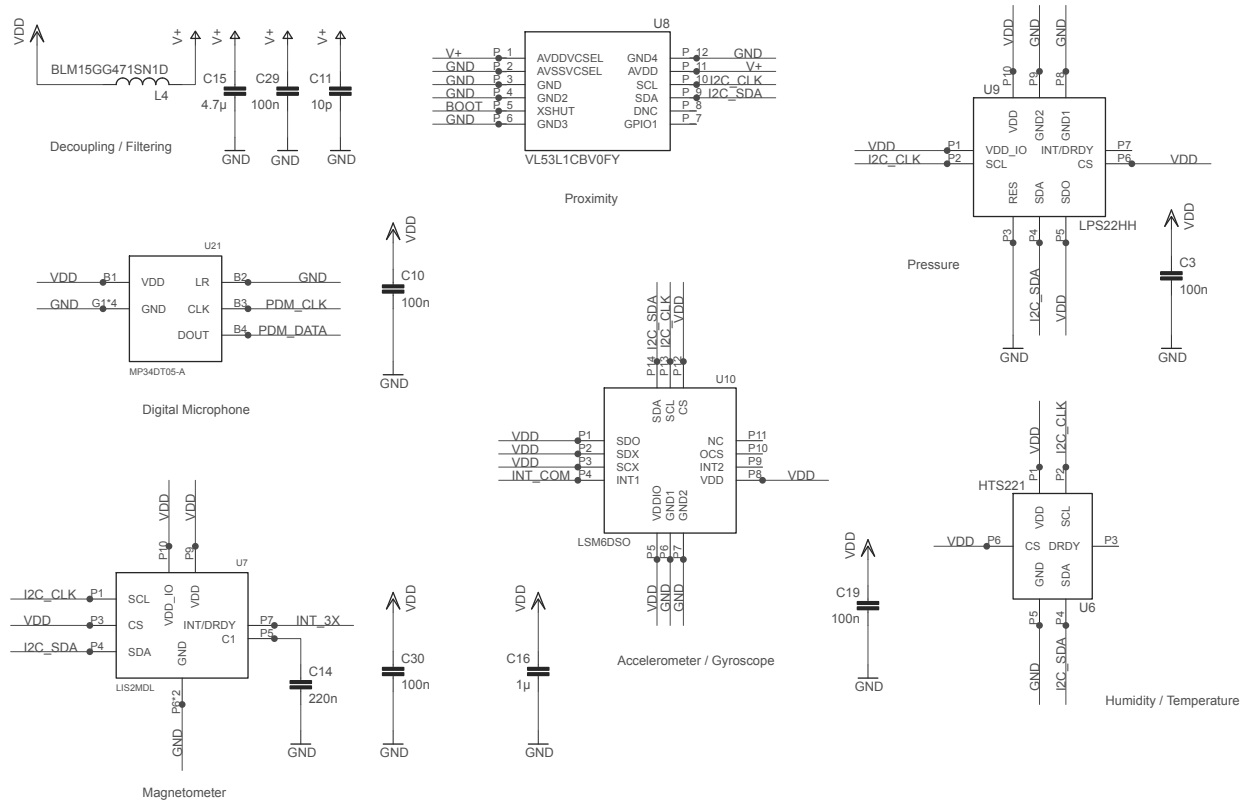 VDD
V+
V+
V+
V+
BLM15GG471SN1D
L4
C15
4.7µ
C29
100n
C11
10p
GND
GND
GND
Decoupling / Filtering
U8
V+ P_1 AVDDVCSEL GND4 P_12 GND
GND P_2 AVSSVCSEL AVDD P_11 V+
GND P_3 GND SCL P_10 I2C_CLK
GND P_4 GND2 SDA P_9 I2C_SDA
BOOT P_5 XSHUT DNC P_8
GND P_6 GND3 GPIO1 P_7
VL53L1CBV0FY
Proximity
VDD
GND
GND
P10
P9
P8
U9
VDD
GND2
GND1
VDD P1 VDD_IO INT/DRDY P7
I2C_CLK P2 SCL CS P6 VDD
RES
SDA
SDO
LPS22HH
P3
P4
P5
I2C_SDA
VDD
GND
Pressure
VDD
C3
100n
GND
U21
VDD B1 VDD LR B2 GND
GND G1*4 GND CLK B3 PDM_CLK
DOUT B4 PDM_DATA
MP34DT05-A
Digital Microphone
VDD
C10
100n
GND
I2C_SDA
I2C_CLK
VDD
P14
P13
P12
U10
SDA
SCL
CS
VDD P1 SDO NC P11
VDD P2 SDX OCS P10
VDD P3 SCX INT2 P9
INT_COM P4 INT1 VDD P8 VDD
VDDIO
GND1
GND2
LSM6DSO
P5
P6
P7
VDD
GND
GND
Accelerometer / Gyroscope
VDD
C19
100n
GND
VDD
I2C_CLK
P1
P2
HTS221
VDD
SCL
VDD P6 CS DRDY P3
GND
SDA
U6
P5
P4
GND
I2C_SDA
Humidity / Temperature
VDD
VDD
P10
P9
U7
VDD_IO
VDD
I2C_CLK P1 SCL
VDD P3 CS INT/DRDY P7 INT_3X
C1 P5
I2C_SDA P4 SDA
GND
LIS2MDL
P6*2
GND
C14
220n
GND
Magnetometer
VDD
C30
100n
GND
VDD
C16
1µ
GND